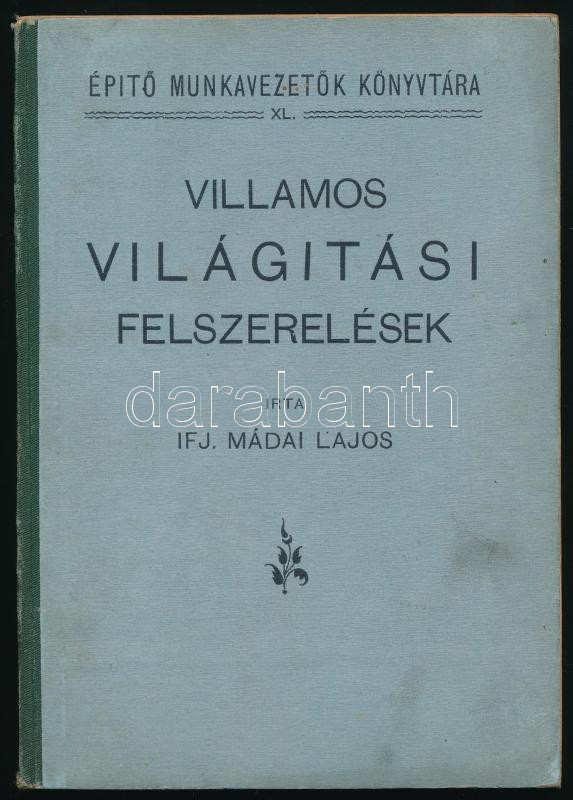 ÉPITŐ MUNKAVEZETŐK KÖNYVTÁRA
XL.
VILLAMOS
VILÁGITÁSI
FELSZERELÉSEK
darabanth
IRTA
IFJ. MÁDAI LAJOS